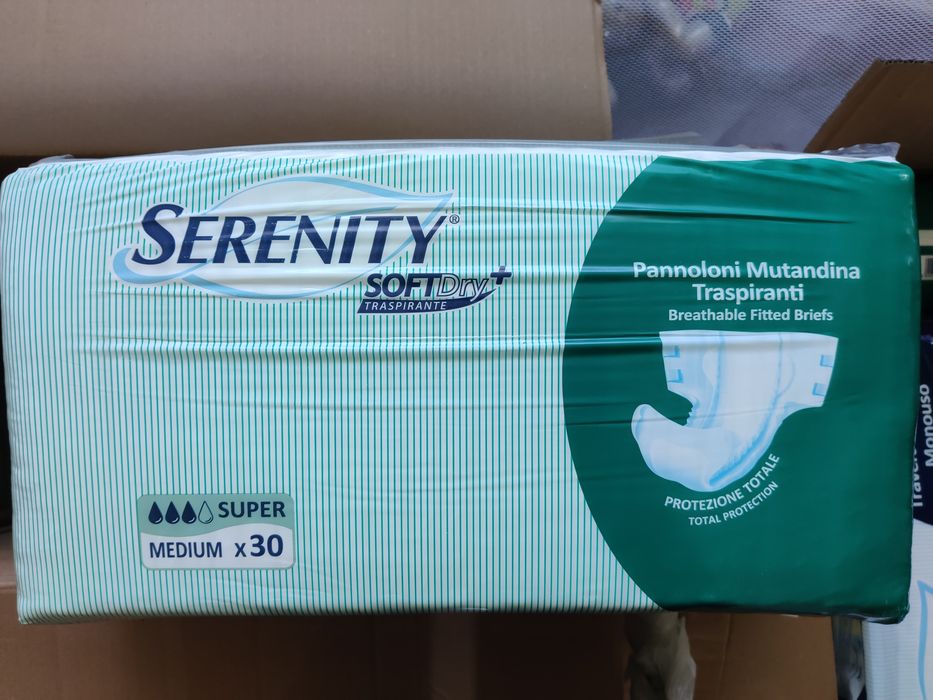 SERENITY®
SOFTDry+
TRASPIRANTE
Pannoloni Mutandina
Traspiranti
Breathable Fitted Briefs
PROTEZIONE TOTALE
TOTAL PROTECTION
SUPER
MEDIUM x30
Monouso